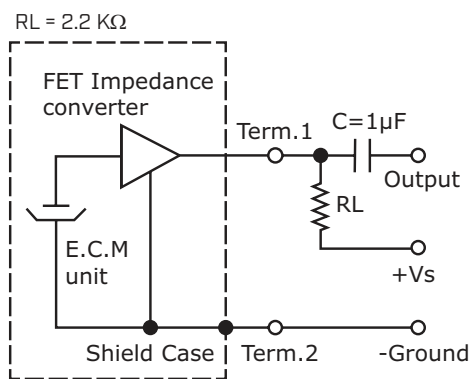 RL = 2.2 KΩ
FET Impedance
converter
Term.1
C=1µF
Output
RL
E.C.M
unit
+Vs
Shield Case
Term.2
-Ground